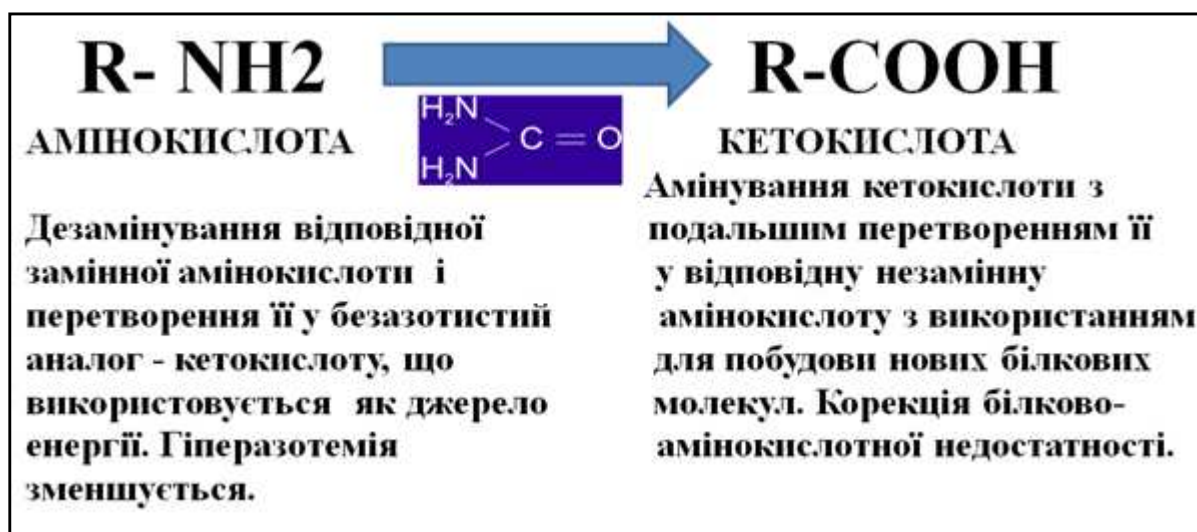 R- NH2
R-COOH
H₂N
C = O
H₂N
АМІНОКИСЛОТА
КЕТОКИСЛОТА
Дезамінування відповідної
замінної амінокислоти і
перетворення її у безазотистий
аналог - кетокислоту, що
використовується як джерело
енергії. Гіперазотемія
зменшується.
Амінування кетокислоти з
подальшим перетворенням її
у відповідну незамінну
амінокислоту з використанням
для побудови нових білкових
молекул. Корекція білково-
амінокислотної недостатності.